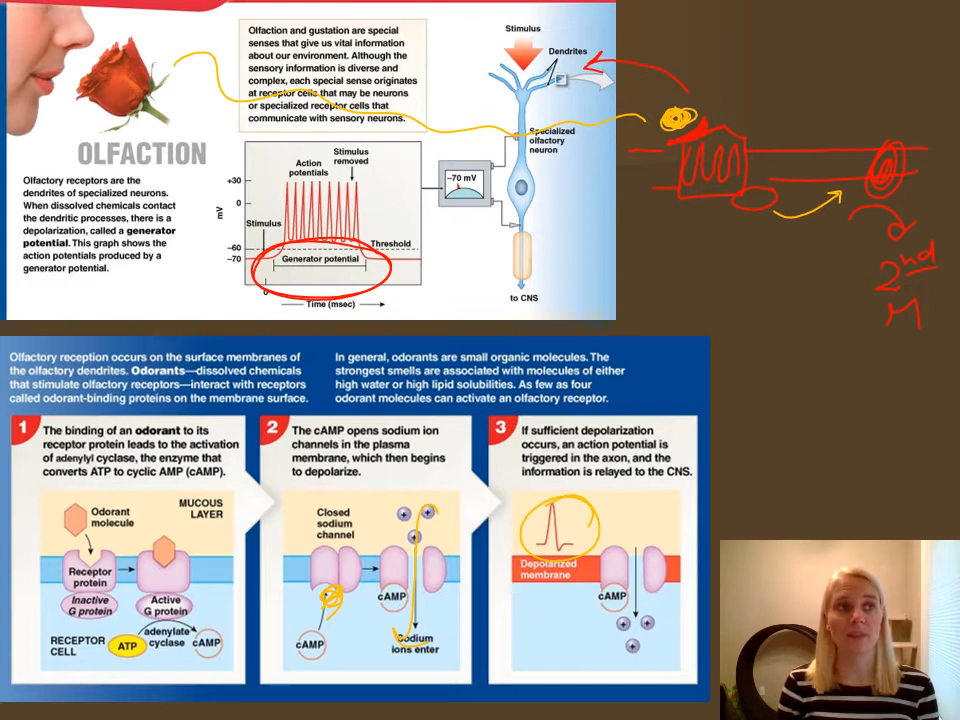 Olfaction and gustation are special
senses that give us vital information
about our environment. Although the
sensory information is diverse and
complex, each special sense originates
at receptor cells that may be neurons
or specialized receptor cells that
communicate with sensory neurons.
OLFACTION
Olfactory receptors are the
dendrites of specialized neurons.
When dissolved chemicals contact
the dendritic processes, there is a
depolarization, called a generator
potential. This graph shows the
action potentials produced by a
generator potential.
Stimulus
removed
Action
potentials
+30
0
mV
Stimulus
–60
–70
Threshold
Generator potential
0
Time (msec)
–70 mV
Stimulus
Dendrites
Specialized
olfactory
neuron
to CNS
2nd
M
Olfactory reception occurs on the surface membranes of
the olfactory dendrites. Odorants—dissolved chemicals
that stimulate olfactory receptors—interact with receptors
called odorant-binding proteins on the membrane surface.
In general, odorants are small organic molecules. The
strongest smells are associated with molecules of either
high water or high lipid solubilities. As few as four
odorant molecules can activate an olfactory receptor.
1
The binding of an odorant to its
receptor protein leads to the activation
of adenylyl cyclase, the enzyme that
converts ATP to cyclic AMP (cAMP).
Odorant
molecule
MUCOUS
LAYER
Receptor
protein
Inactive
G protein
Active
G protein
RECEPTOR
CELL
ATP
adenylate
cyclase
cAMP
2
The cAMP opens sodium ion
channels in the plasma
membrane, which then begins
to depolarize.
Closed
sodium
channel
+
+
+
cAMP
cAMP
Sodium
ions enter
3
If sufficient depolarization
occurs, an action potential is
triggered in the axon, and the
information is relayed to the CNS.
Depolarized
membrane
cAMP
+
+
+